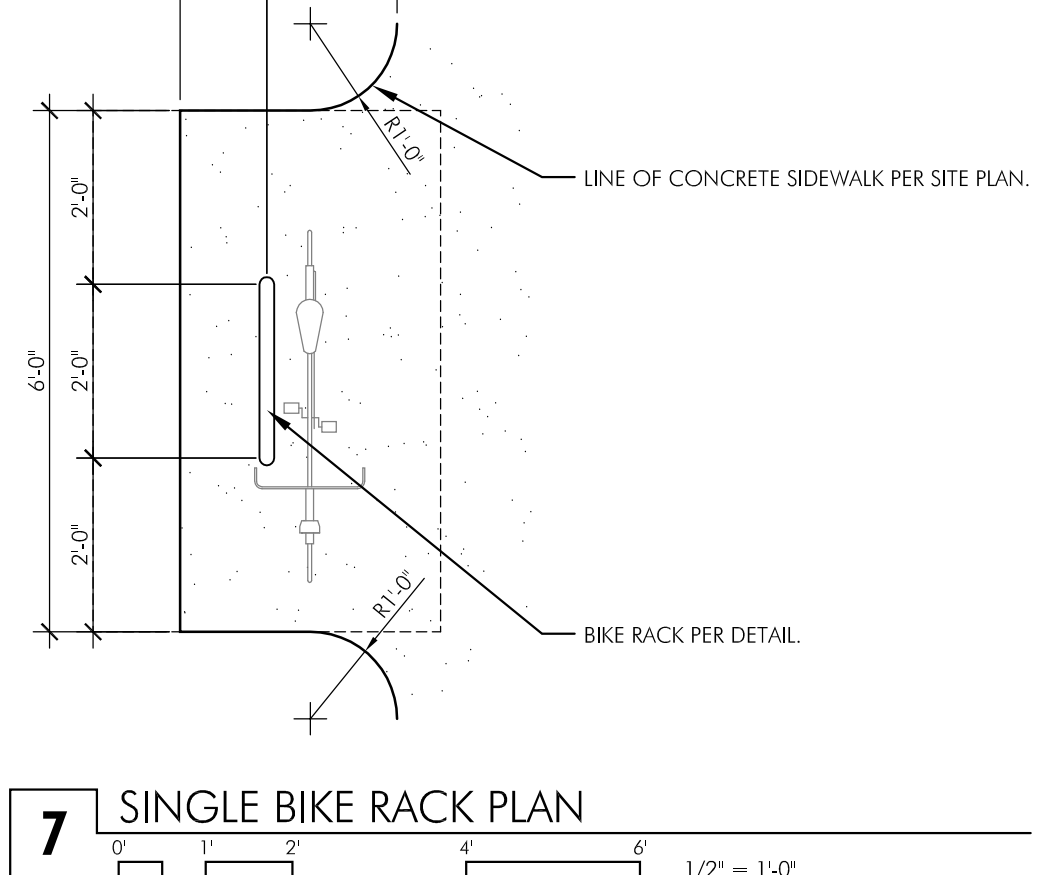 R1'-0"
LINE OF CONCRETE SIDEWALK PER SITE PLAN.
2'-0"
6'-0"
2'-0"
2'-0"
R1'-0"
BIKE RACK PER DETAIL.
7
SINGLE BIKE RACK PLAN
0' 1' 2' 4' 6'
1/2" = 1'-0"